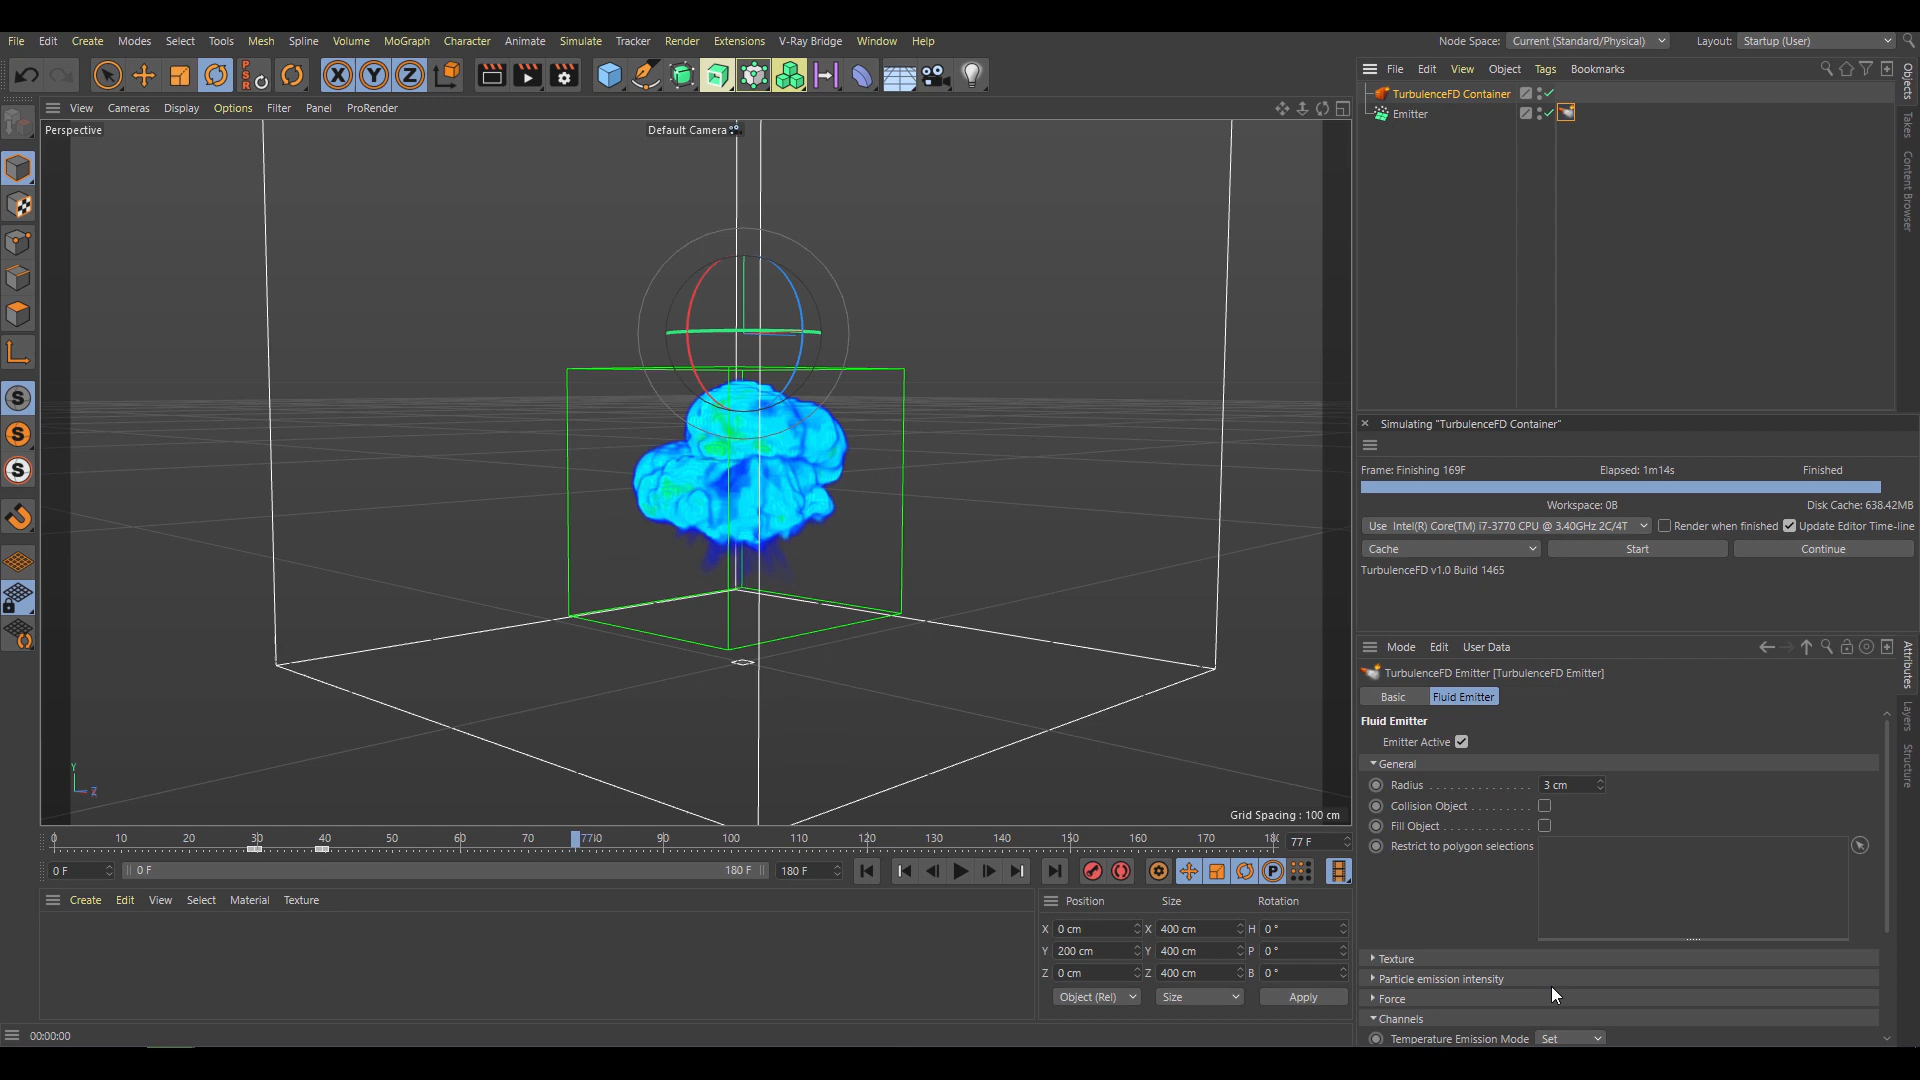 File Edit Create Modes Select Tools Mesh Spline Volume MoGraph Character Animate Simulate Tracker Render Extensions V-Ray Bridge Window Help Node Space: Current (Standard/Physical) Layout: Startup (User)
PSR X Y Z
File Edit View Object Tags Bookmarks
TurbulenceFD Container
Emitter
Objects
Takes
Content Browser
View Cameras Display Options Filter Panel ProRender
Perspective
Default Camera
S
S
S
Y
Z
Grid Spacing : 100 cm
Simulating "TurbulenceFD Container"
Frame: Finishing 169F Elapsed: 1m14s Finished
Workspace: 0B Disk Cache: 638.42MB
Use Intel(R) Core(TM) i7-3770 CPU @ 3.40GHz 2C/4T Render when finished Update Editor Time-line
Cache Start Continue
TurbulenceFD v1.0 Build 1465
Mode Edit User Data
TurbulenceFD Emitter [TurbulenceFD Emitter]
Basic Fluid Emitter
Fluid Emitter
Emitter Active
General
Radius . . . . . . . . . . . . . . 3 cm
Collision Object . . . . . . . .
Fill Object . . . . . . . . . . . .
Restrict to polygon selections
Texture
Particle emission intensity
Force
Channels
Temperature Emission Mode Set
Attributes
Layers
Structure
0 10 20 30 40 50 60 70 77 90 100 110 120 130 140 150 160 170 77 F
0 F 0 F 180 F 180 F
P
Create Edit View Select Material Texture
Position Size Rotation
X 0 cm X 400 cm H 0 °
Y 200 cm Y 400 cm P 0 °
Z 0 cm Z 400 cm B 0 °
Object (Rel) Size Apply
00:00:00